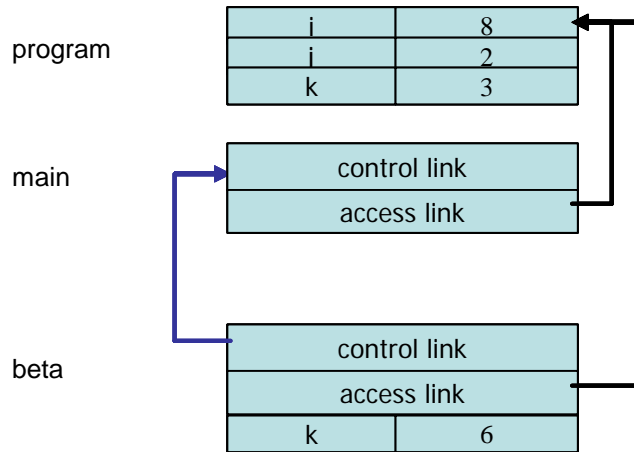 program
i 8
i 2
k 3
main
control link
access link
beta
control link
access link
k 6